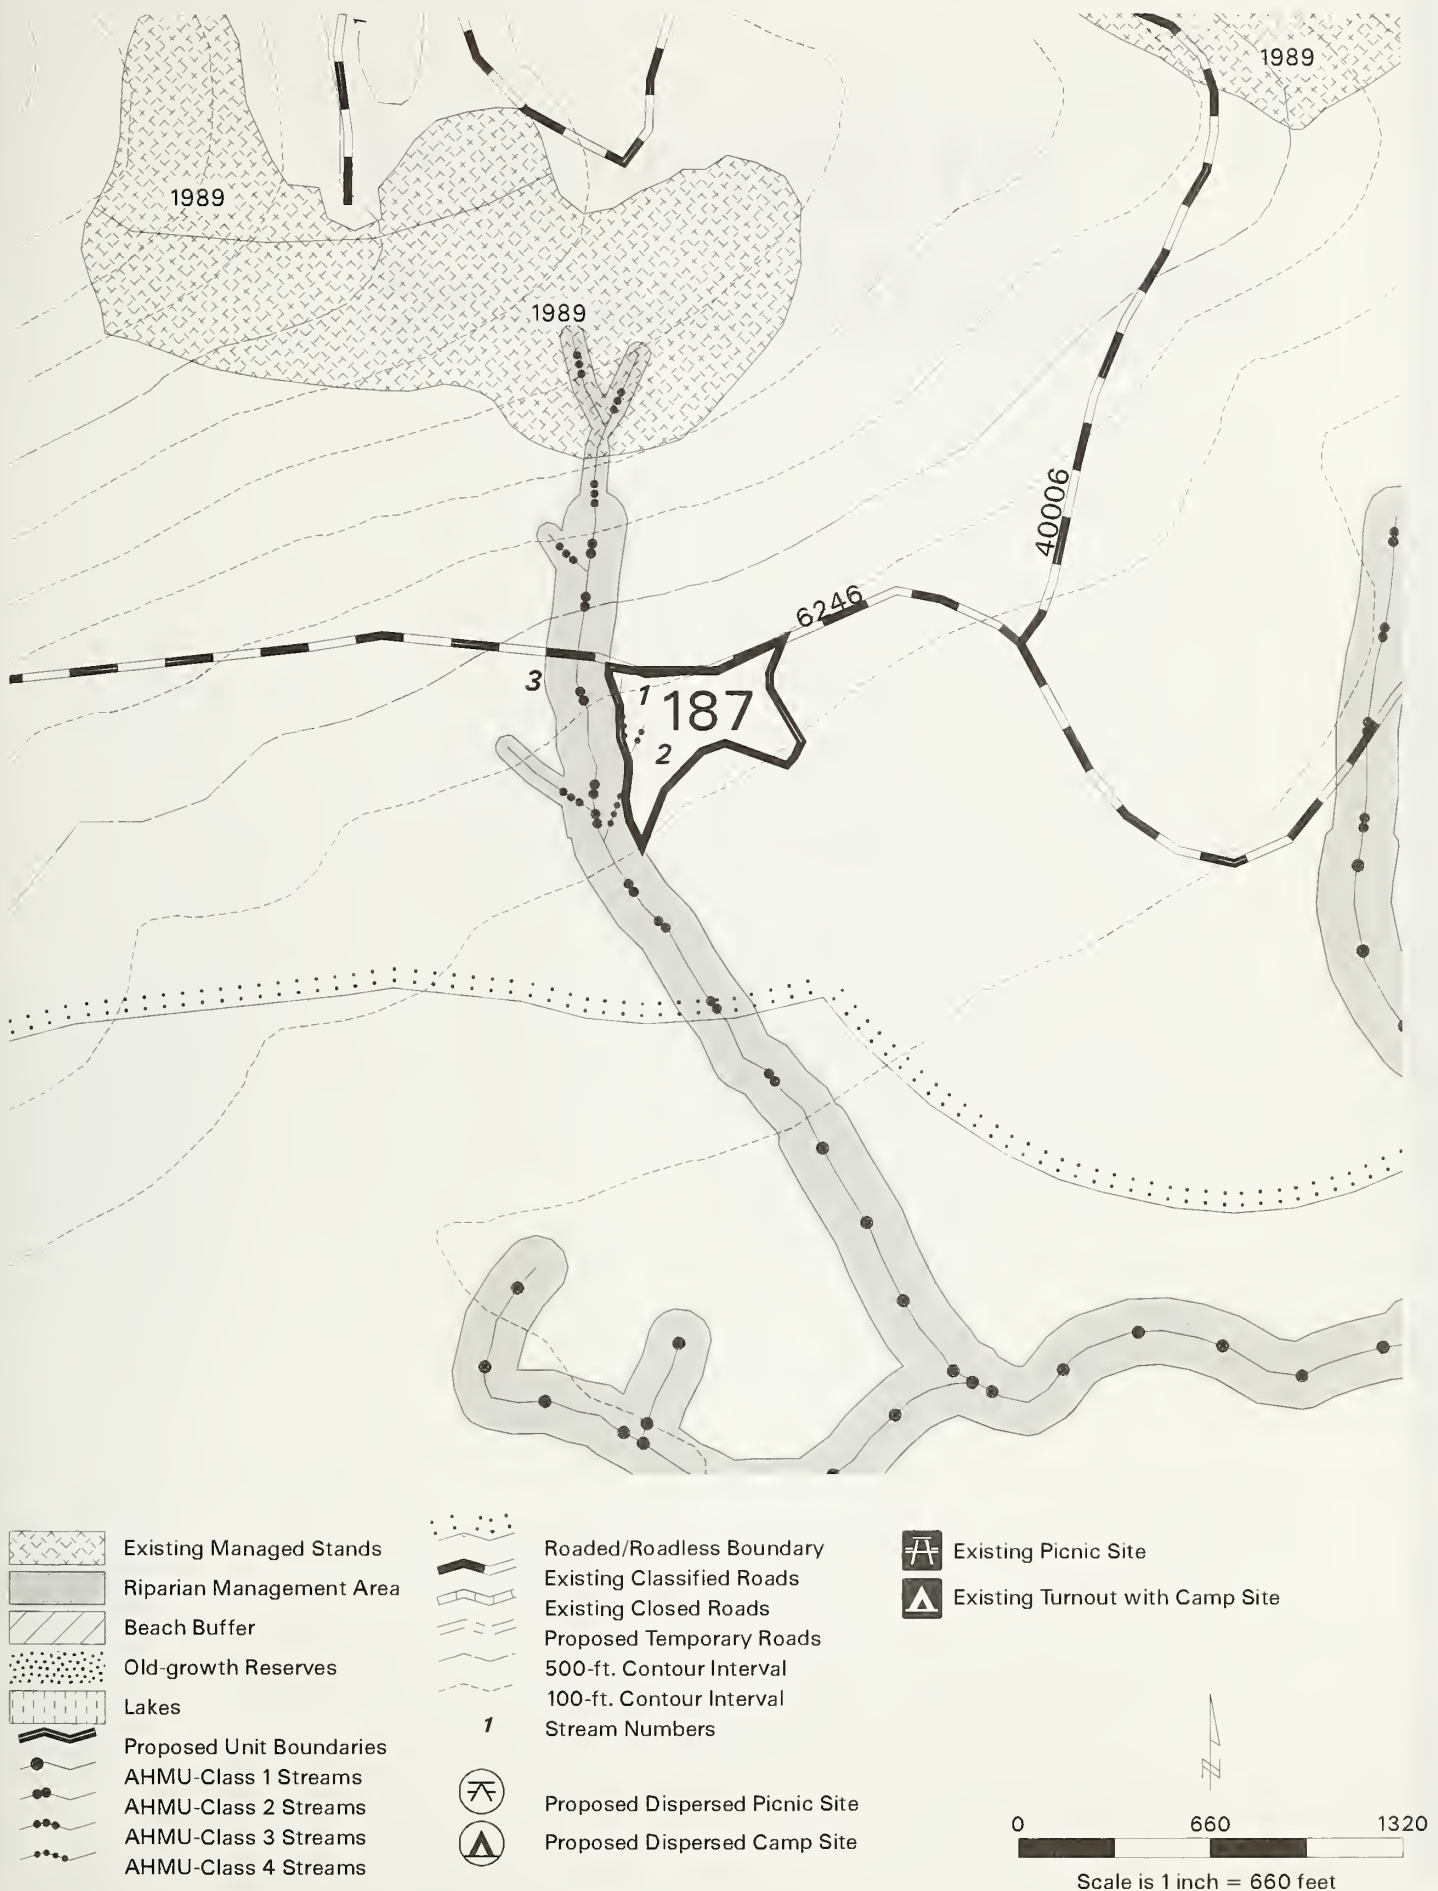 1
1989
1989
1989
40006
6246
3
1
187
2
Existing Managed Stands
Riparian Management Area
Beach Buffer
Old-growth Reserves
Lakes
Proposed Unit Boundaries
AHMU-Class 1 Streams
AHMU-Class 2 Streams
AHMU-Class 3 Streams
AHMU-Class 4 Streams
Roaded/Roadless Boundary
Existing Classified Roads
Existing Closed Roads
Proposed Temporary Roads
500-ft. Contour Interval
100-ft. Contour Interval
1 Stream Numbers
Proposed Dispersed Picnic Site
Proposed Dispersed Camp Site
Existing Picnic Site
Existing Turnout with Camp Site
N
0 660 1320
Scale is 1 inch = 660 feet